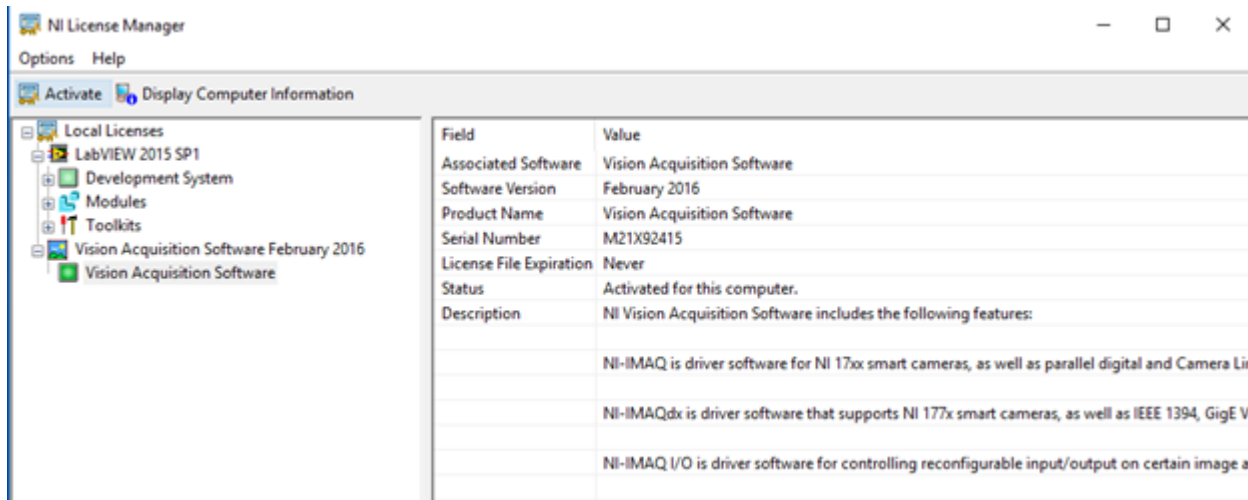 NI License Manager
Options Help
Activate Display Computer Information
Local Licenses
LabVIEW 2015 SP1
Development System
Modules
Toolkits
Vision Acquisition Software February 2016
Vision Acquisition Software
Field Value
Associated Software Vision Acquisition Software
Software Version February 2016
Product Name Vision Acquisition Software
Serial Number M21X92415
License File Expiration Never
Status Activated for this computer.
Description NI Vision Acquisition Software includes the following features:
NI-IMAQ is driver software for NI 17xx smart cameras, as well as parallel digital and Camera Li
NI-IMAQdx is driver software that supports NI 177x smart cameras, as well as IEEE 1394, GigE V
NI-IMAQ I/O is driver software for controlling reconfigurable input/output on certain image a